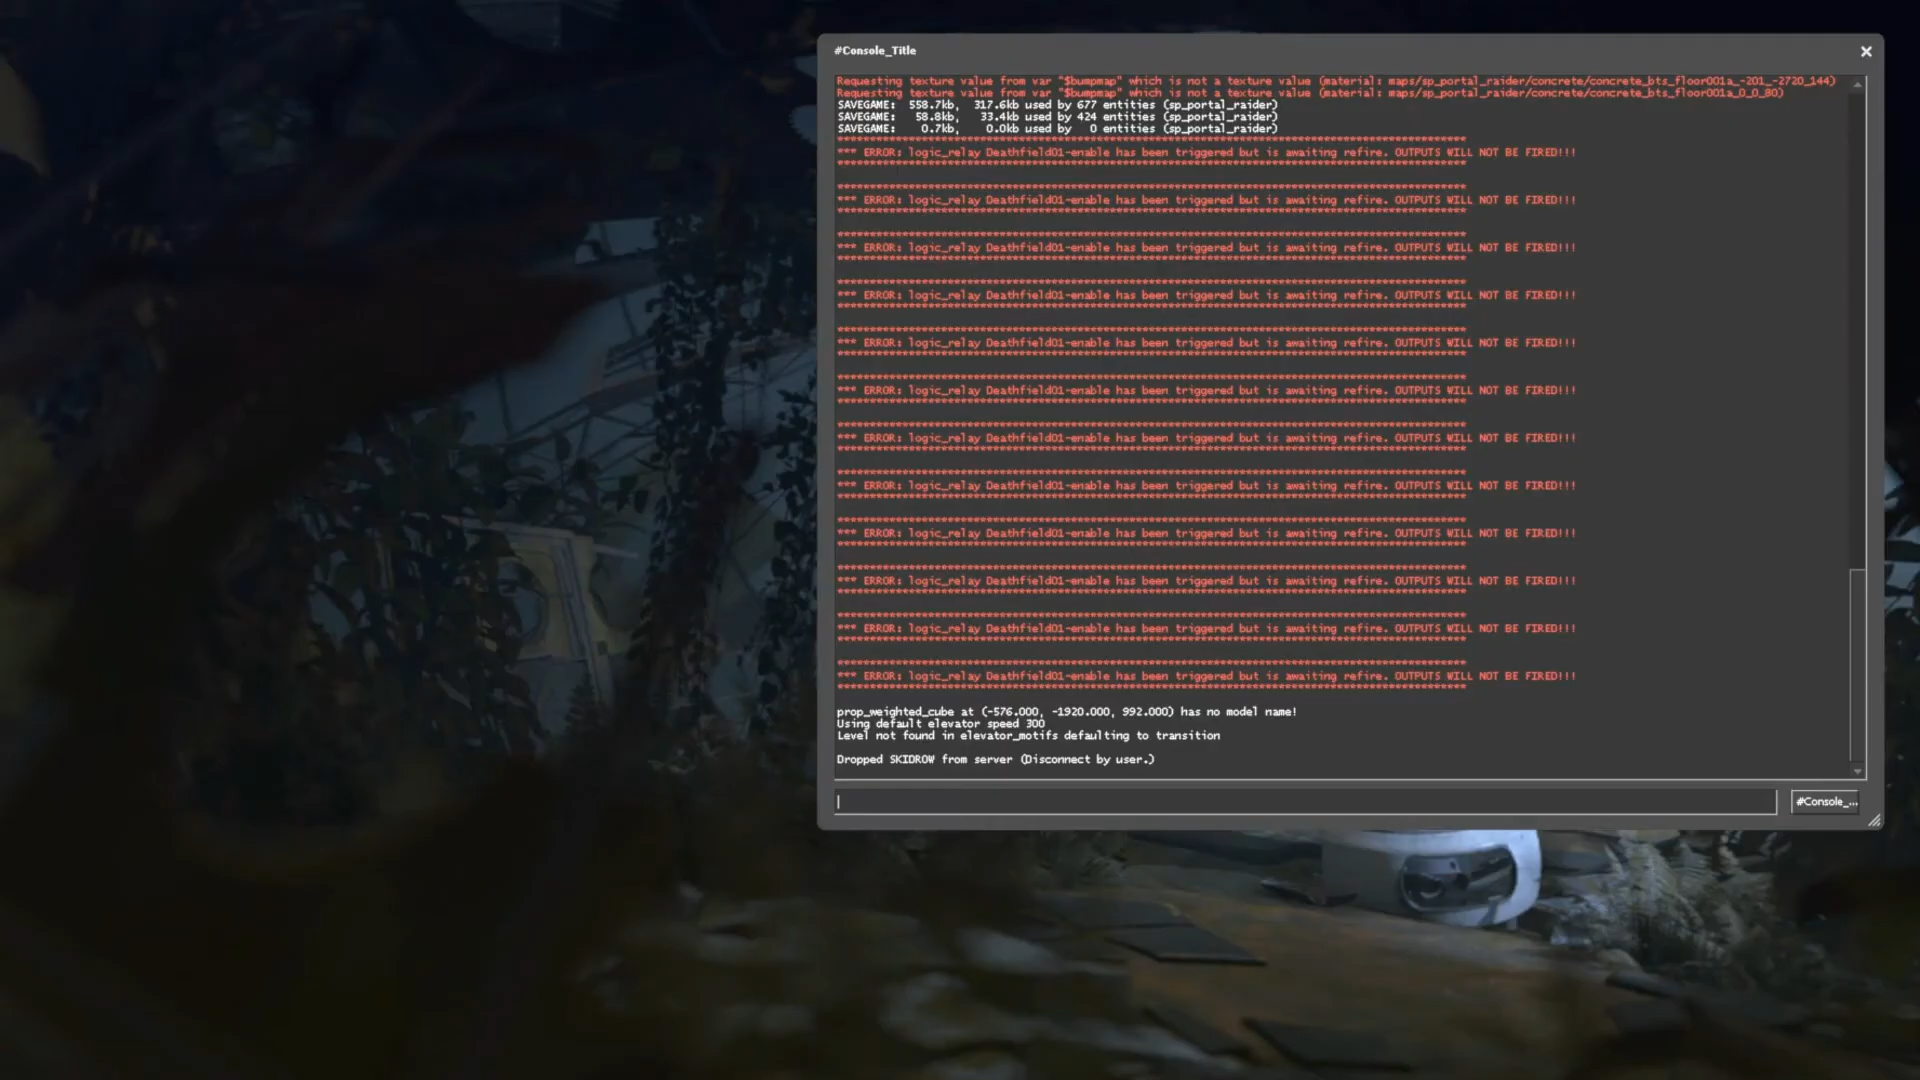 #Console_Title
Requesting texture value from var "$bumpmap" which is not a texture value (material: maps/sp_portal_raider/concrete/concrete_bts_floor001a_-201_-2720_144)
Requesting texture value from var "$bumpmap" which is not a texture value (material: maps/sp_portal_raider/concrete/concrete_bts_floor001a_0_0_80)
SAVEGAME:  558.7kb,  317.6kb used by 677 entities (sp_portal_raider)
SAVEGAME:   58.8kb,   33.4kb used by 424 entities (sp_portal_raider)
SAVEGAME:    0.7kb,    0.0kb used by   0 entities (sp_portal_raider)
*** ERROR: logic_relay Deathfield01-enable has been triggered but is awaiting refire. OUTPUTS WILL NOT BE FIRED!!!
*** ERROR: logic_relay Deathfield01-enable has been triggered but is awaiting refire. OUTPUTS WILL NOT BE FIRED!!!
*** ERROR: logic_relay Deathfield01-enable has been triggered but is awaiting refire. OUTPUTS WILL NOT BE FIRED!!!
*** ERROR: logic_relay Deathfield01-enable has been triggered but is awaiting refire. OUTPUTS WILL NOT BE FIRED!!!
*** ERROR: logic_relay Deathfield01-enable has been triggered but is awaiting refire. OUTPUTS WILL NOT BE FIRED!!!
*** ERROR: logic_relay Deathfield01-enable has been triggered but is awaiting refire. OUTPUTS WILL NOT BE FIRED!!!
*** ERROR: logic_relay Deathfield01-enable has been triggered but is awaiting refire. OUTPUTS WILL NOT BE FIRED!!!
*** ERROR: logic_relay Deathfield01-enable has been triggered but is awaiting refire. OUTPUTS WILL NOT BE FIRED!!!
*** ERROR: logic_relay Deathfield01-enable has been triggered but is awaiting refire. OUTPUTS WILL NOT BE FIRED!!!
*** ERROR: logic_relay Deathfield01-enable has been triggered but is awaiting refire. OUTPUTS WILL NOT BE FIRED!!!
*** ERROR: logic_relay Deathfield01-enable has been triggered but is awaiting refire. OUTPUTS WILL NOT BE FIRED!!!
*** ERROR: logic_relay Deathfield01-enable has been triggered but is awaiting refire. OUTPUTS WILL NOT BE FIRED!!!
prop_weighted_cube at (-576.000, -1920.000, 992.000) has no model name!
Using default elevator speed 300
Level not found in elevator_motifs defaulting to transition
Dropped SKIDROW from server (Disconnect by user.)
#Console_...